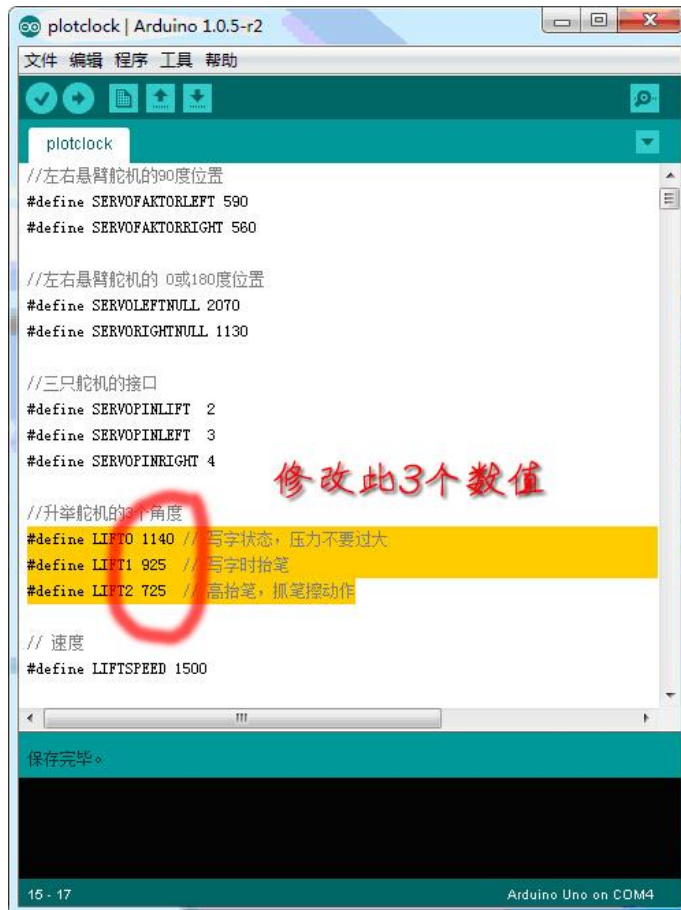 plotclock | Arduino 1.0.5-r2
文件 编辑 程序 工具 帮助
plotclock
//左右悬臂舵机的90度位置
#define SERVOFAKTORLEFT 590
#define SERVOFAKTORRIGHT 560
//左右悬臂舵机的 0或180度位置
#define SERVOLEFTNULL 2070
#define SERVORIGHTNULL 1130
//三只舵机的接口
#define SERVOPINLIFT  2
#define SERVOPINLEFT  3
#define SERVOPINRIGHT 4
修改此3个数值
//升举舵机的3个角度
#define LIFT0 1140 // 写字状态，压力不要过大
#define LIFT1 925  // 写字时抬笔
#define LIFT2 725  // 高抬笔，抓笔擦动作
// 速度
#define LIFTSPEED 1500
保存完毕。
15 - 17
Arduino Uno on COM4